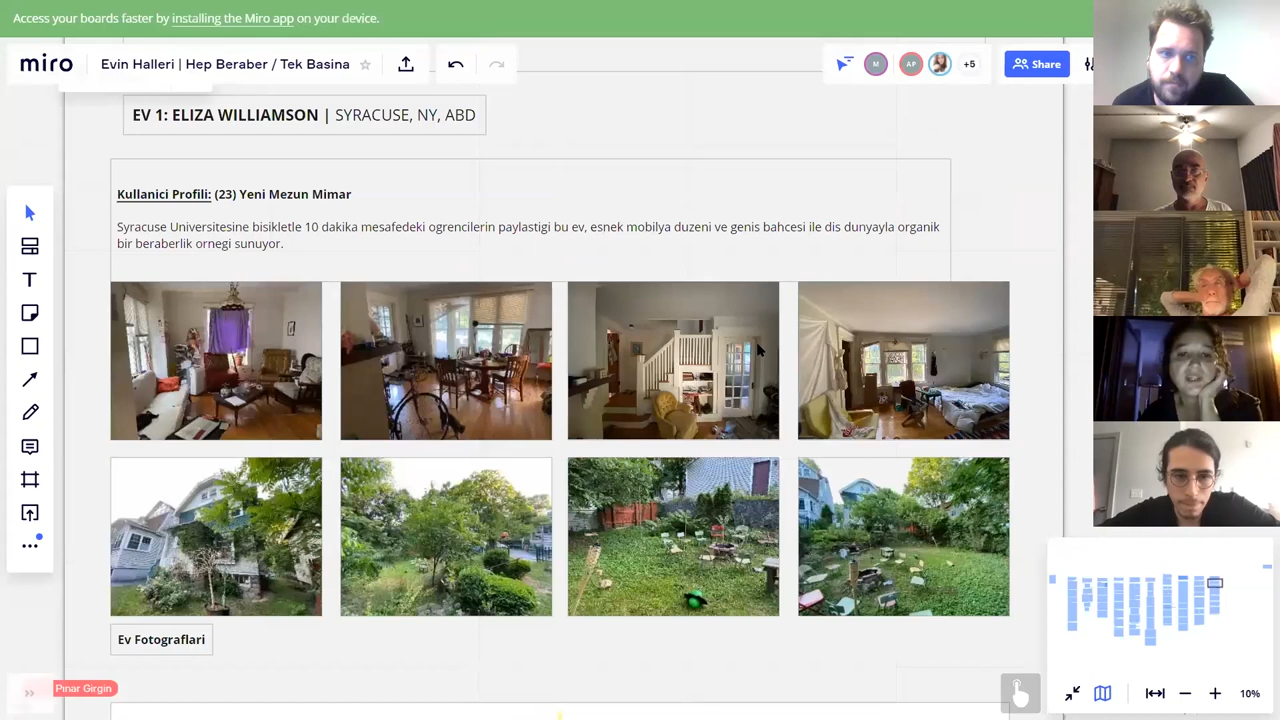 Access your boards faster by installing the Miro app on your device.
miro
Evin Halleri | Hep Beraber / Tek Basina
M
AP
+5
Share
EV 1: ELIZA WILLIAMSON | SYRACUSE, NY, ABD
Kullanici Profili: (23) Yeni Mezun Mimar
Syracuse Universitesine bisikletle 10 dakika mesafedeki ogrencilerin paylastigi bu ev, esnek mobilya duzeni ve genis bahcesi ile dis dunyayla organik
bir beraberlik ornegi sunuyor.
Ev Fotograflari
Pınar Girgin
10%